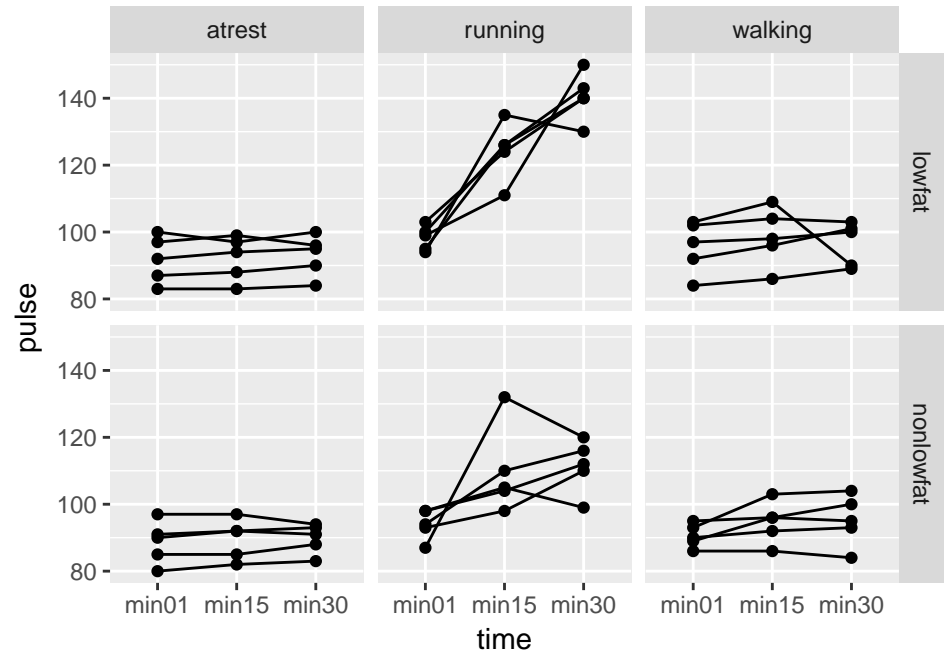 atrest running walking
140
120
100
80
lowfat
pulse
140
120
100
80
nonlowfat
min01 min15 min30 min01 min15 min30 min01 min15 min30
time